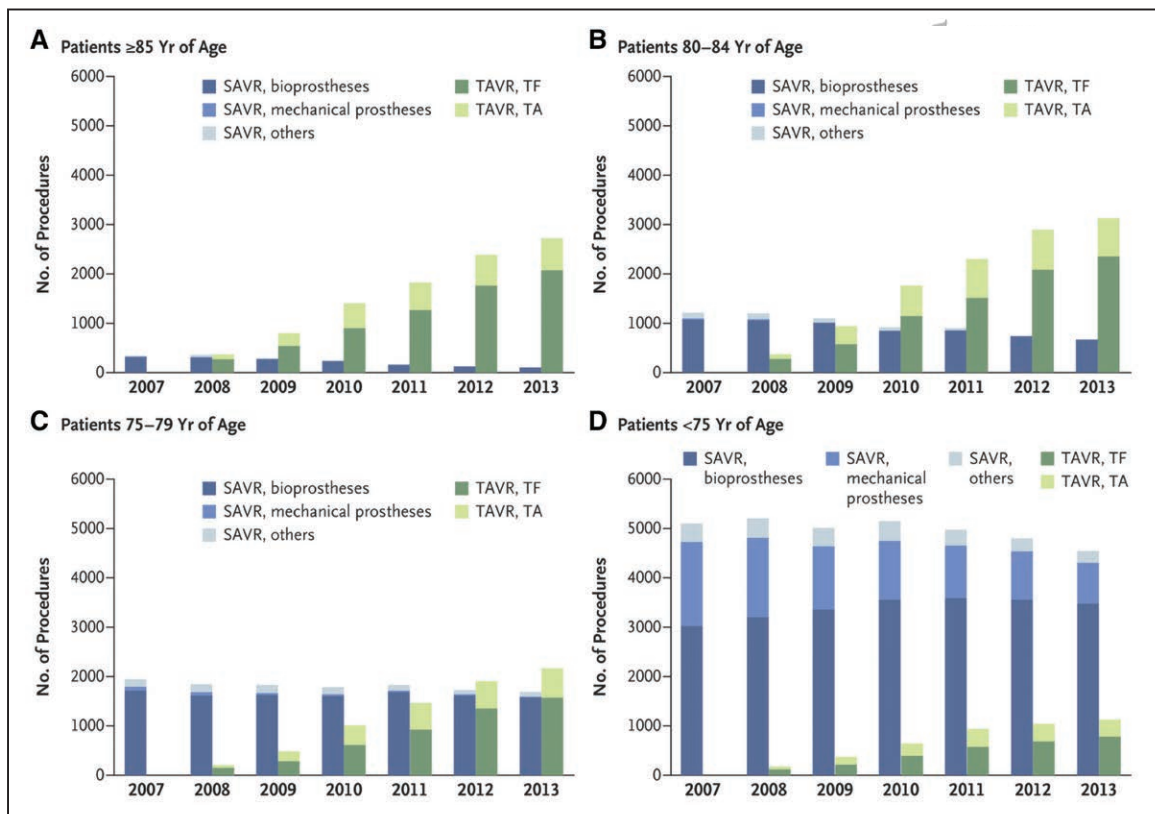 A Patients ≥85 Yr of Age
No. of Procedures
6000
5000
4000
3000
2000
1000
0
SAVR, bioprostheses
SAVR, mechanical prostheses
SAVR, others
TAVR, TF
TAVR, TA
2007 2008 2009 2010 2011 2012 2013
B Patients 80–84 Yr of Age
No. of Procedures
6000
5000
4000
3000
2000
1000
0
SAVR, bioprostheses
SAVR, mechanical prostheses
SAVR, others
TAVR, TF
TAVR, TA
2007 2008 2009 2010 2011 2012 2013
C Patients 75–79 Yr of Age
No. of Procedures
6000
5000
4000
3000
2000
1000
0
SAVR, bioprostheses
SAVR, mechanical prostheses
SAVR, others
TAVR, TF
TAVR, TA
2007 2008 2009 2010 2011 2012 2013
D Patients <75 Yr of Age
No. of Procedures
6000
5000
4000
3000
2000
1000
0
SAVR,
bioprostheses
SAVR,
mechanical
prostheses
SAVR,
others
TAVR, TF
TAVR, TA
2007 2008 2009 2010 2011 2012 2013